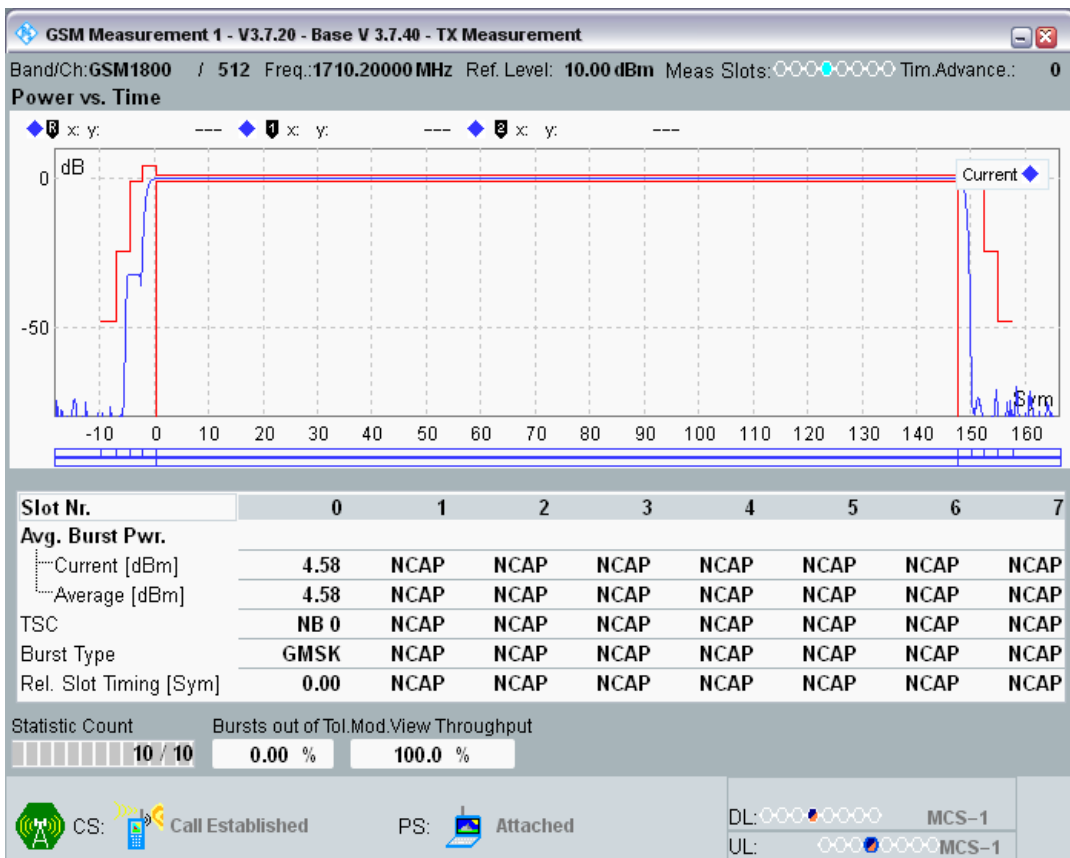 GSM Measurement 1 - V3.7.20 - Base V 3.7.40 - TX Measurement
Band/Ch:GSM1800 / 512 Freq.:1710.20000 MHz Ref. Level: 10.00 dBm Meas Slots: Tim.Advance.: 0
Power vs. Time
R x: y: --- 1 x: y: --- 2 x: y: ---
dB
Current
0
-50
Sym
-10 0 10 20 30 40 50 60 70 80 90 100 110 120 130 140 150 160
Slot Nr. 0 1 2 3 4 5 6 7
Avg. Burst Pwr.
Current [dBm] 4.58 NCAP NCAP NCAP NCAP NCAP NCAP NCAP
Average [dBm] 4.58 NCAP NCAP NCAP NCAP NCAP NCAP NCAP
TSC NB 0 NCAP NCAP NCAP NCAP NCAP NCAP NCAP
Burst Type GMSK NCAP NCAP NCAP NCAP NCAP NCAP NCAP
Rel. Slot Timing [Sym] 0.00 NCAP NCAP NCAP NCAP NCAP NCAP NCAP
Statistic Count Bursts out of Tol.Mod.View Throughput
10 / 10 0.00 % 100.0 %
CS: Call Established PS: Attached
DL: MCS-1
UL: MCS-1